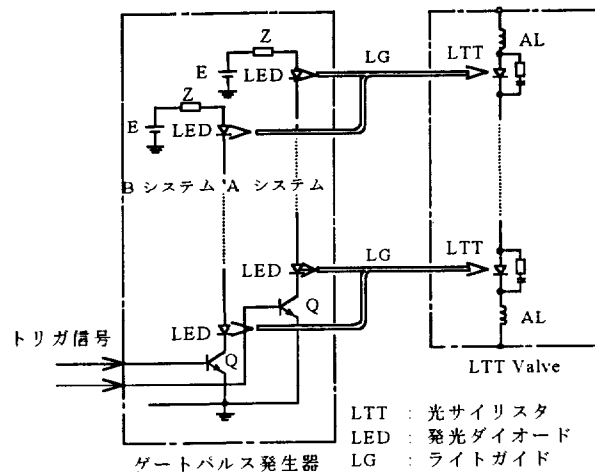 Z
E
LED
LG
LTT
AL
Z
E
LED
B システム A システム
LED
LG
LTT
Q
AL
トリガ信号
LED
Q
LTT Valve
LTT : 光サイリスタ
LED : 発光ダイオード
ゲートパルス発生器
LG : ライトガイド